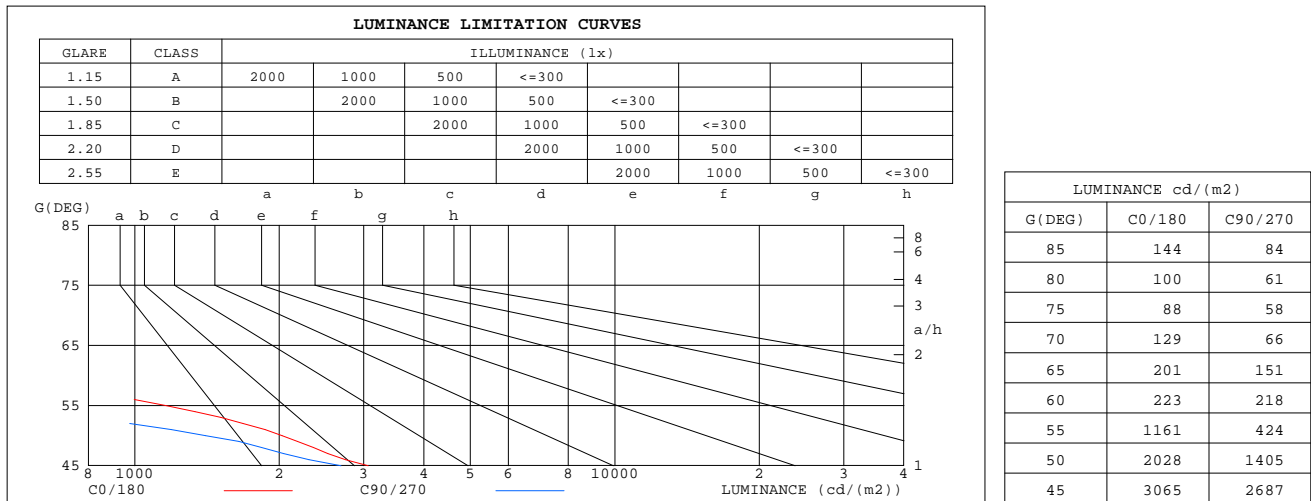 LUMINANCE LIMITATION CURVES
GLARE CLASS ILLUMINANCE (lx)
1.15 A 2000 1000 500 <=300
1.50 B 2000 1000 500 <=300
1.85 C 2000 1000 500 <=300
2.20 D 2000 1000 500 <=300
2.55 E 2000 1000 500 <=300
a b c d e f g h
G(DEG)
a b c d e f g h
85
75
65
55
45
8
6
4
3
a/h
2
1
8 1000 2 3 4 5 6 8 10000 2 3 4
C0/180 C90/270 LUMINANCE (cd/(m2))
LUMINANCE cd/(m2)
G(DEG) C0/180 C90/270
85 144 84
80 100 61
75 88 58
70 129 66
65 201 151
60 223 218
55 1161 424
50 2028 1405
45 3065 2687